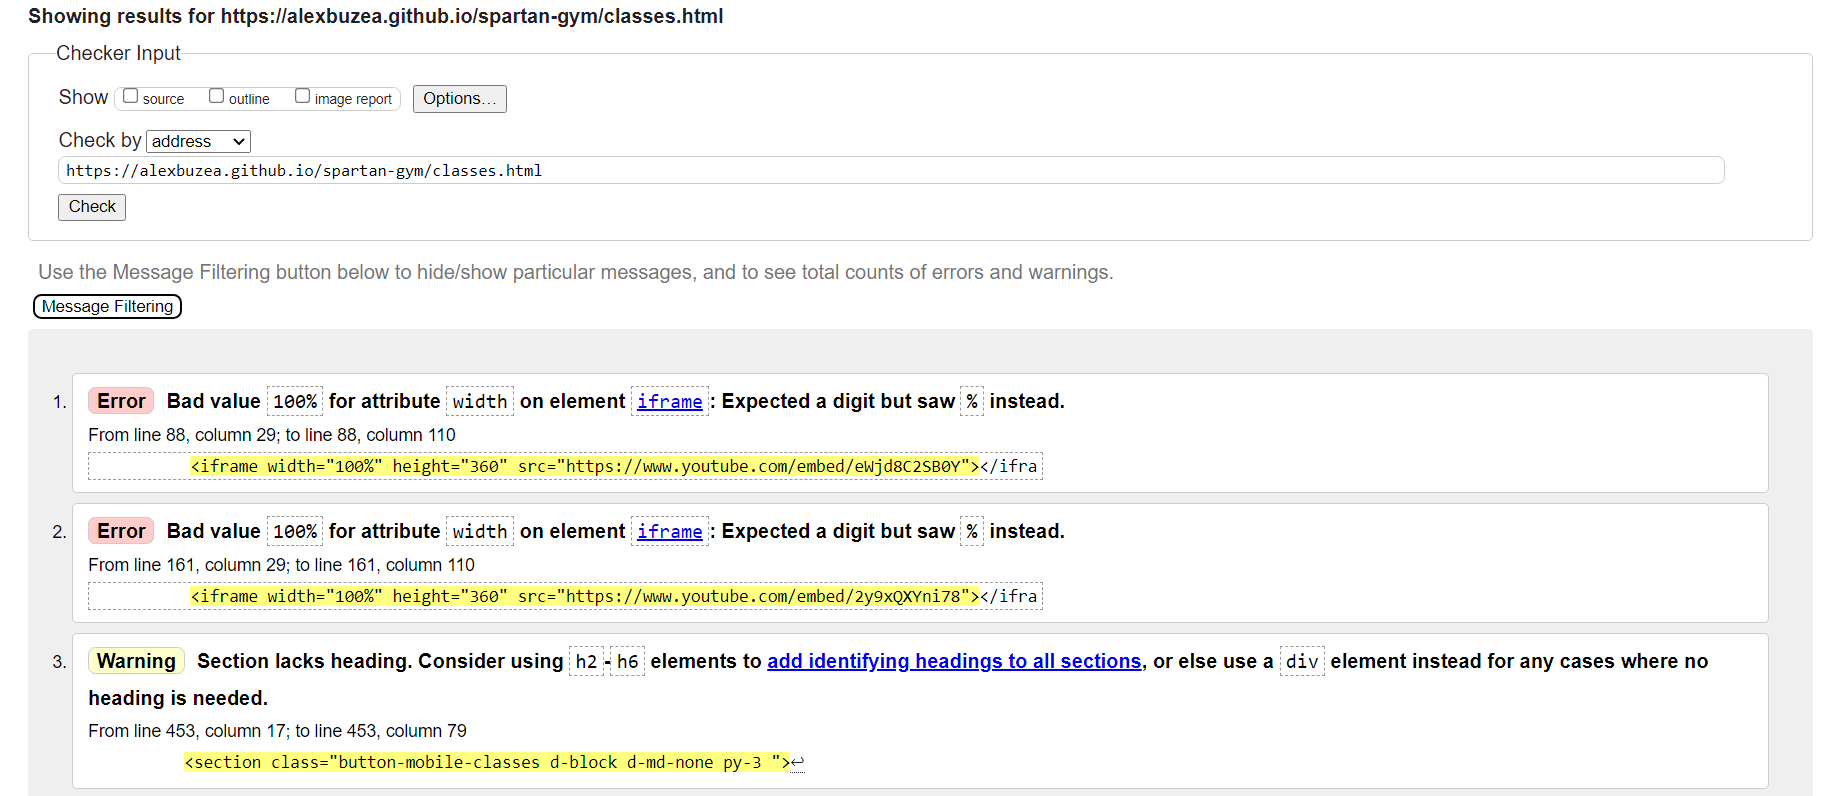 Showing results for https://alexbuzea.github.io/spartan-gym/classes.html
Checker Input
Show source outline image report Options...
Check by address
https://alexbuzea.github.io/spartan-gym/classes.html
Check
Use the Message Filtering button below to hide/show particular messages, and to see total counts of errors and warnings.
Message Filtering
1. Error Bad value 100% for attribute width on element iframe: Expected a digit but saw % instead.
From line 88, column 29; to line 88, column 110
<iframe width="100%" height="360" src="https://www.youtube.com/embed/eWjd8C2SB0Y"></ifra
2. Error Bad value 100% for attribute width on element iframe: Expected a digit but saw % instead.
From line 161, column 29; to line 161, column 110
<iframe width="100%" height="360" src="https://www.youtube.com/embed/2y9xQXYni78"></ifra
3. Warning Section lacks heading. Consider using h2-h6 elements to add identifying headings to all sections, or else use a div element instead for any cases where no
heading is needed.
From line 453, column 17; to line 453, column 79
<section class="button-mobile-classes d-block d-md-none py-3 ">↩